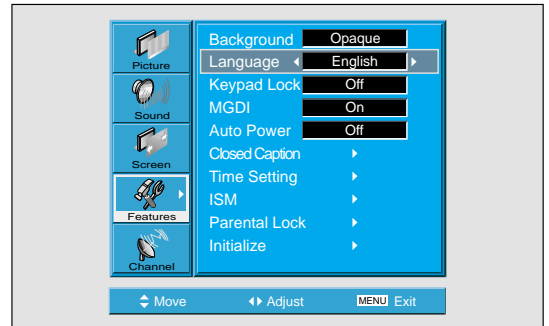 Picture
Sound
Screen
Features
Channel
Background Opaque
Language English
Keypad Lock Off
MGDI On
Auto Power Off
Closed Caption
Time Setting
ISM
Parental Lock
Initialize
Move Adjust MENU Exit